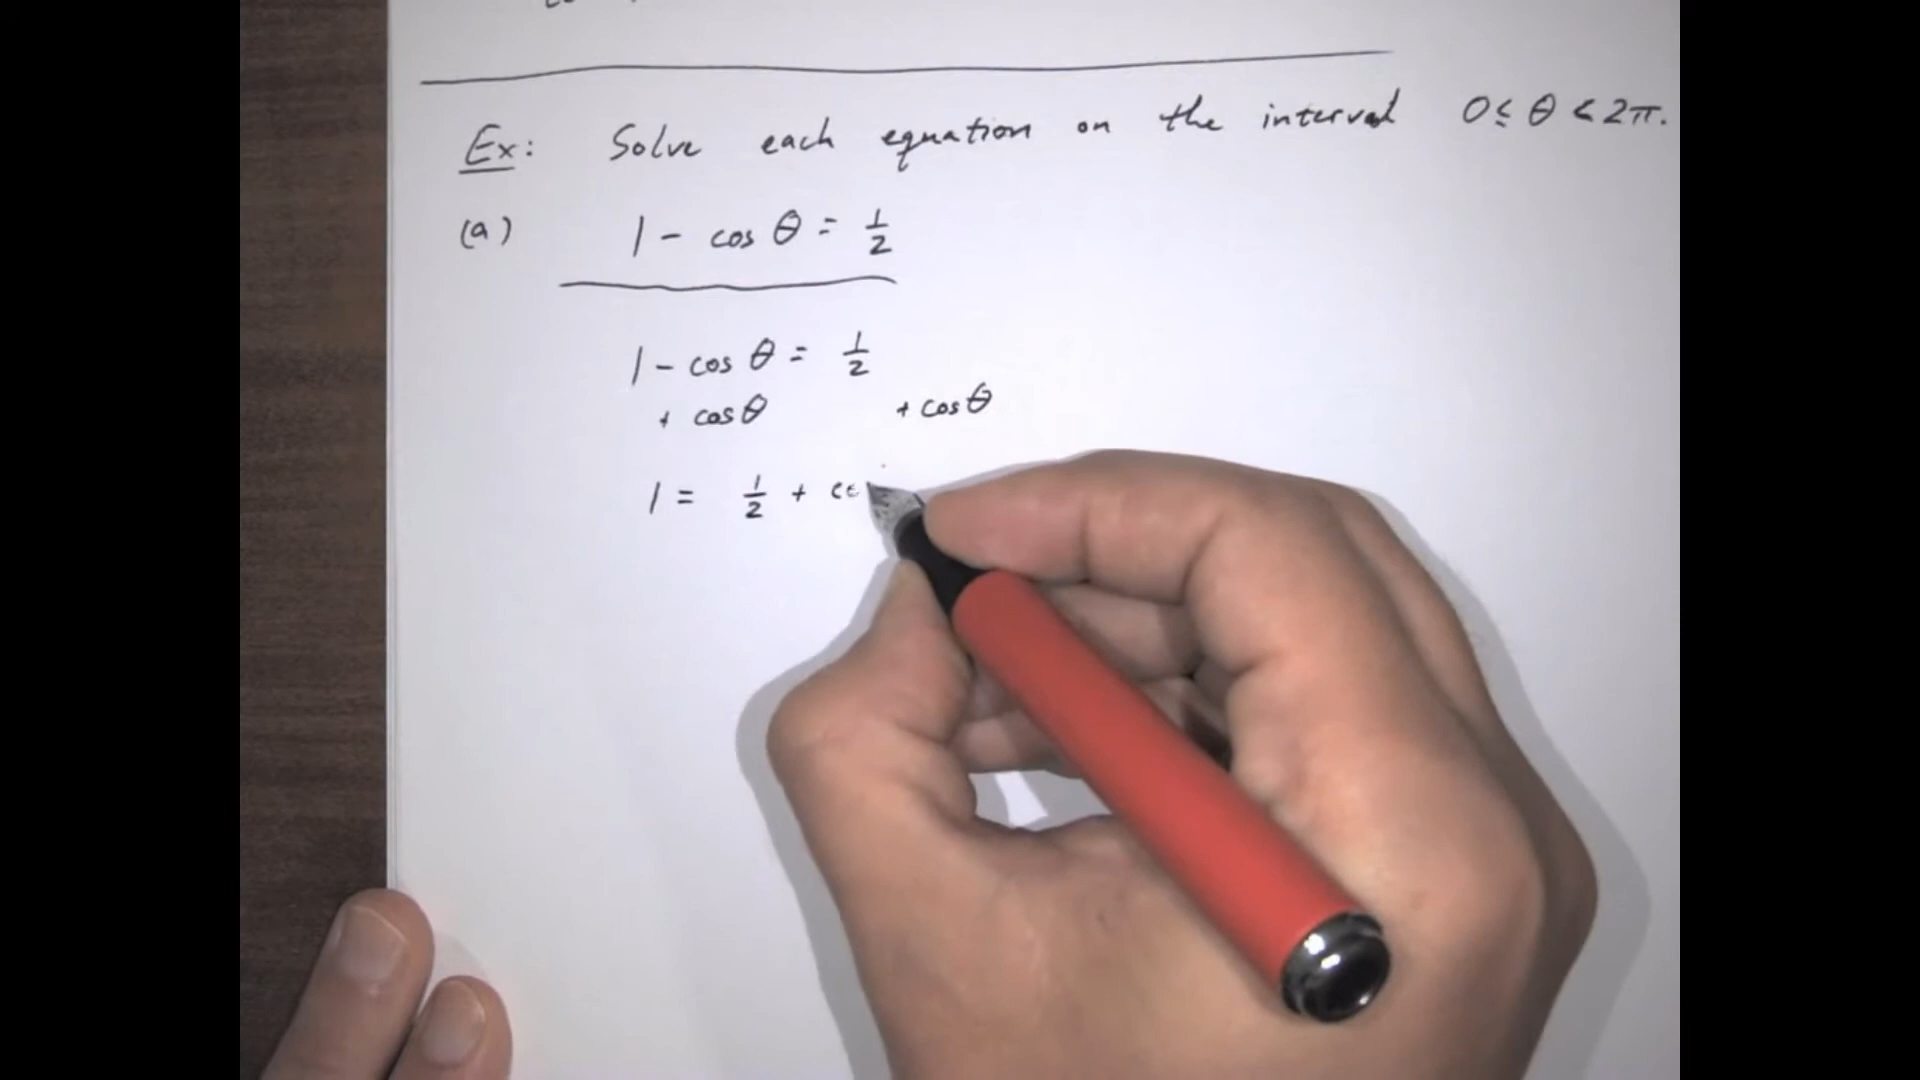 Ex: Solve each equation on the interval 0 ≤ θ < 2π.
(a) 1 - cos θ = 1/2
1 - cos θ = 1/2
+ cos θ + cos θ
1 = 1/2 + co